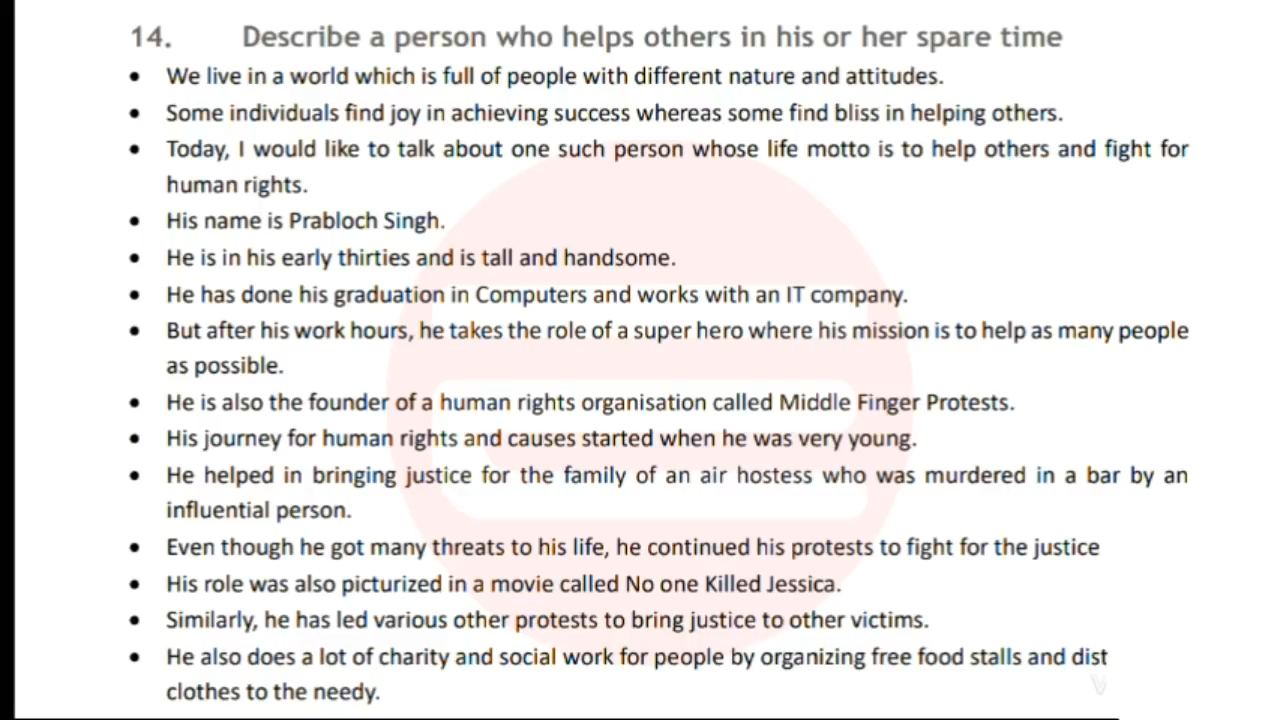 14. Describe a person who helps others in his or her spare time
• We live in a world which is full of people with different nature and attitudes.
• Some individuals find joy in achieving success whereas some find bliss in helping others.
• Today, I would like to talk about one such person whose life motto is to help others and fight for
human rights.
• His name is Prabloch Singh.
• He is in his early thirties and is tall and handsome.
• He has done his graduation in Computers and works with an IT company.
• But after his work hours, he takes the role of a super hero where his mission is to help as many people
as possible.
• He is also the founder of a human rights organisation called Middle Finger Protests.
• His journey for human rights and causes started when he was very young.
• He helped in bringing justice for the family of an air hostess who was murdered in a bar by an
influential person.
• Even though he got many threats to his life, he continued his protests to fight for the justice
• His role was also picturized in a movie called No one Killed Jessica.
• Similarly, he has led various other protests to bring justice to other victims.
• He also does a lot of charity and social work for people by organizing free food stalls and dist
clothes to the needy.